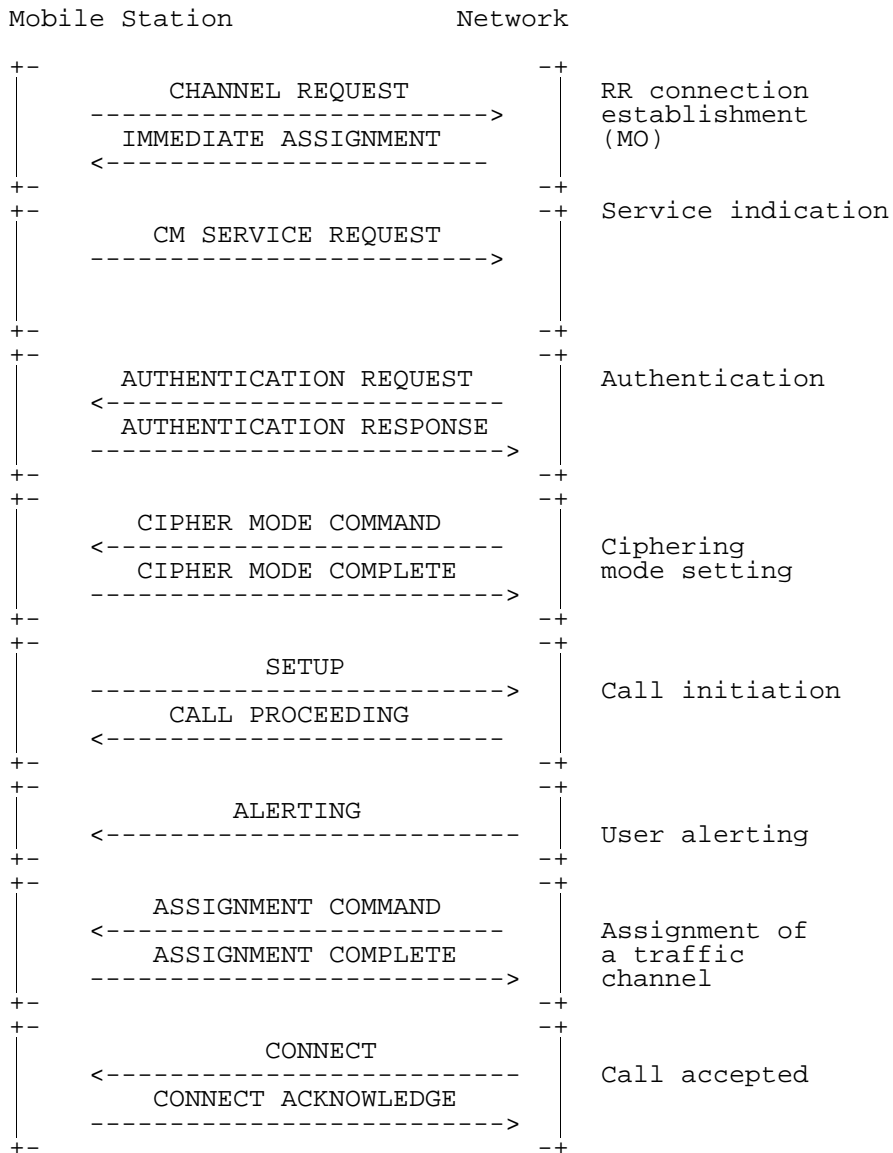 Mobile Station Network
CHANNEL REQUEST RR connection
establishment
IMMEDIATE ASSIGNMENT (MO)
Service indication
CM SERVICE REQUEST
AUTHENTICATION REQUEST Authentication
AUTHENTICATION RESPONSE
CIPHER MODE COMMAND
Ciphering
CIPHER MODE COMPLETE mode setting
SETUP
Call initiation
CALL PROCEEDING
ALERTING
User alerting
ASSIGNMENT COMMAND
Assignment of
ASSIGNMENT COMPLETE a traffic
channel
CONNECT
Call accepted
CONNECT ACKNOWLEDGE